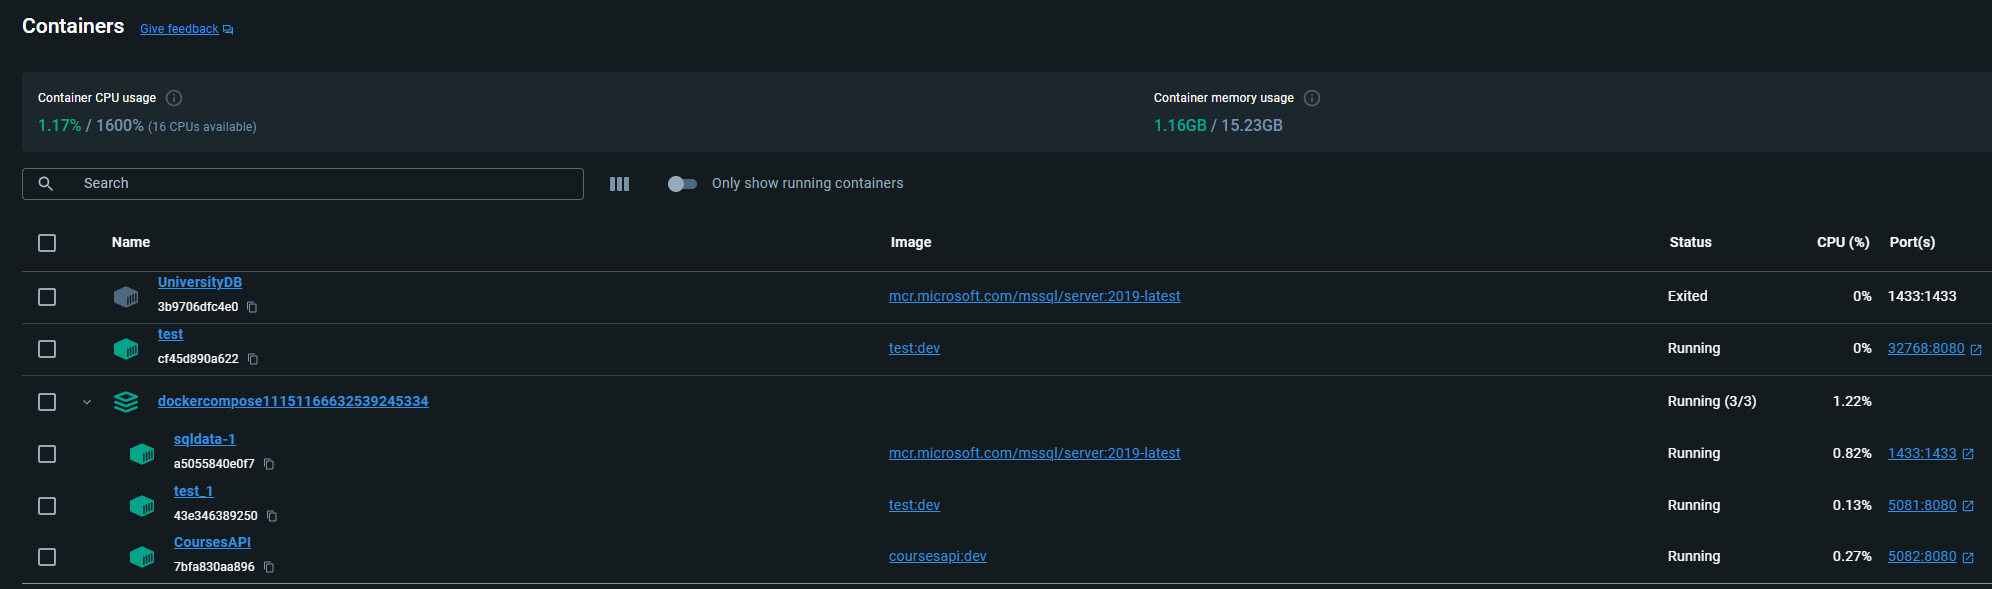 Containers Give feedback
Container CPU usage
1.17% / 1600% (16 CPUs available)
Container memory usage
1.16GB / 15.23GB
Search
Only show running containers
Name Image Status CPU (%) Port(s)
UniversityDB
3b9706dfc4e0
mcr.microsoft.com/mssql/server:2019-latest Exited 0% 1433:1433
test
cf45d890a622
test:dev Running 0% 32768:8080
dockercompose11151166632539245334 Running (3/3) 1.22%
sqldata-1
a5055840e0f7
mcr.microsoft.com/mssql/server:2019-latest Running 0.82% 1433:1433
test_1
43e346389250
test:dev Running 0.13% 5081:8080
CoursesAPI
7bfa830aa896
coursesapi:dev Running 0.27% 5082:8080